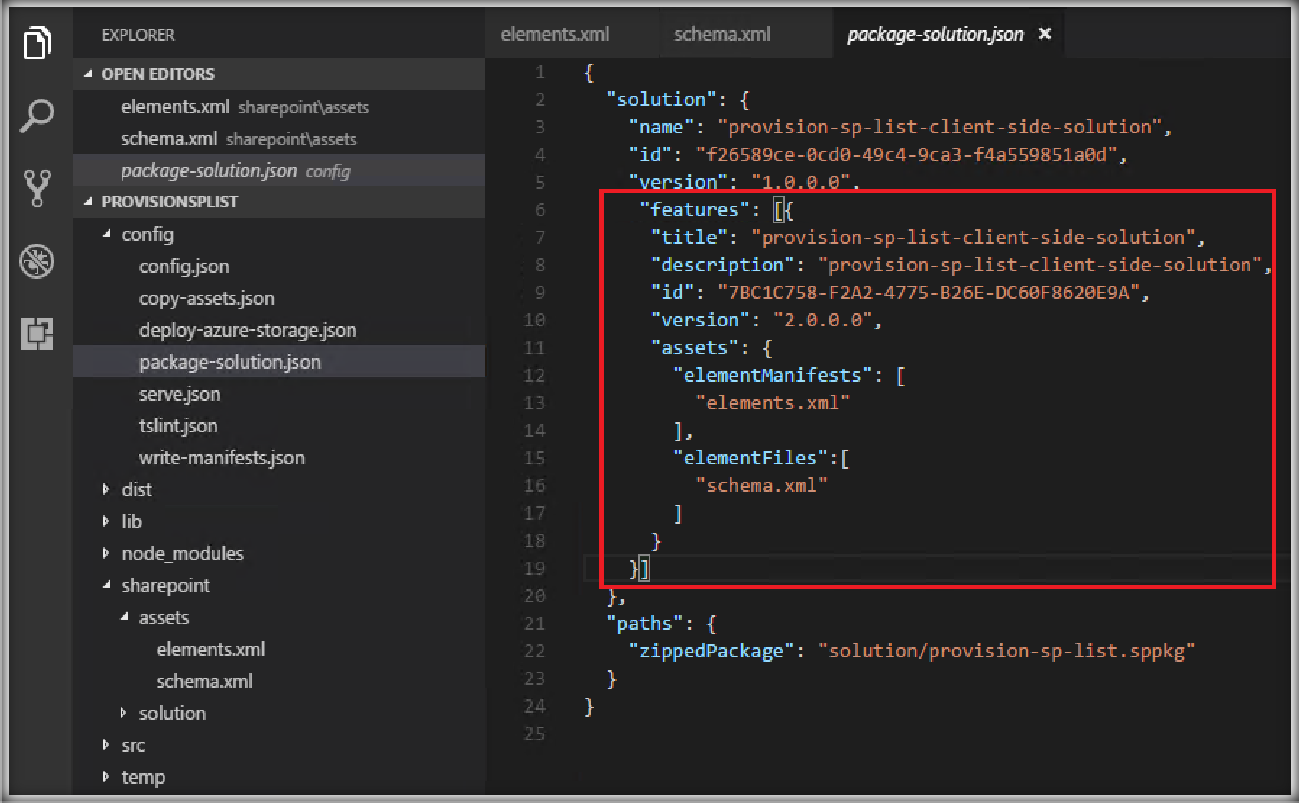 EXPLORER
OPEN EDITORS
elements.xml sharepoint\assets
schema.xml sharepoint\assets
package-solution.json config
PROVISIONSPLIST
config
config.json
copy-assets.json
deploy-azure-storage.json
package-solution.json
serve.json
tslint.json
write-manifests.json
dist
lib
node_modules
sharepoint
assets
elements.xml
schema.xml
solution
src
temp
elements.xml schema.xml package-solution.json ×
1 {
2 "solution": {
3 "name": "provision-sp-list-client-side-solution",
4 "id": "f26589ce-0cd0-49c4-9ca3-f4a559851a0d",
5 "version": "1.0.0.0",
6 "features": [{
7 "title": "provision-sp-list-client-side-solution",
8 "description": "provision-sp-list-client-side-solution",
9 "id": "7BC1C758-F2A2-4775-B26E-DC60F8620E9A",
10 "version": "2.0.0.0",
11 "assets": {
12 "elementManifests": [
13 "elements.xml"
14 ],
15 "elementFiles":[
16 "schema.xml"
17 ]
18 }
19 }]
20 },
21 "paths": {
22 "zippedPackage": "solution/provision-sp-list.sppkg"
23 }
24 }
25